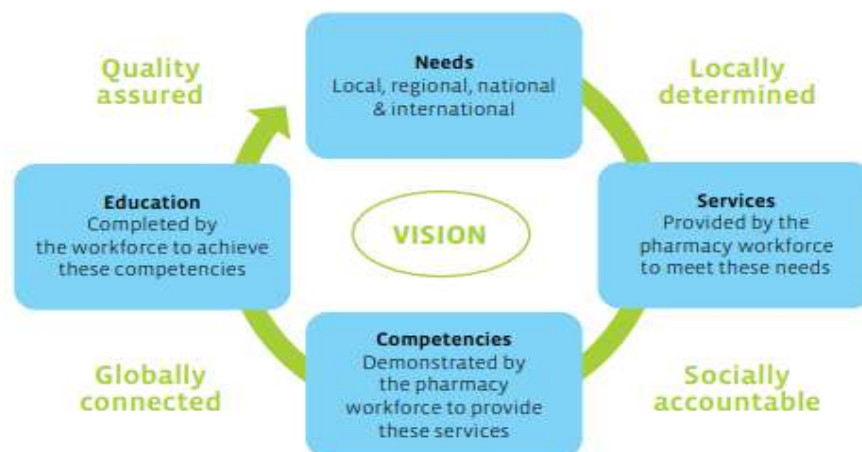 Quality
assured
Needs
Local, regional, national
& international
Locally
determined
Education
Completed by
the workforce to achieve
these competencies
VISION
Services
Provided by the
pharmacy workforce
to meet these needs
Globally
connected
Competencies
Demonstrated by
the pharmacy
workforce to provide
these services
Socially
accountable